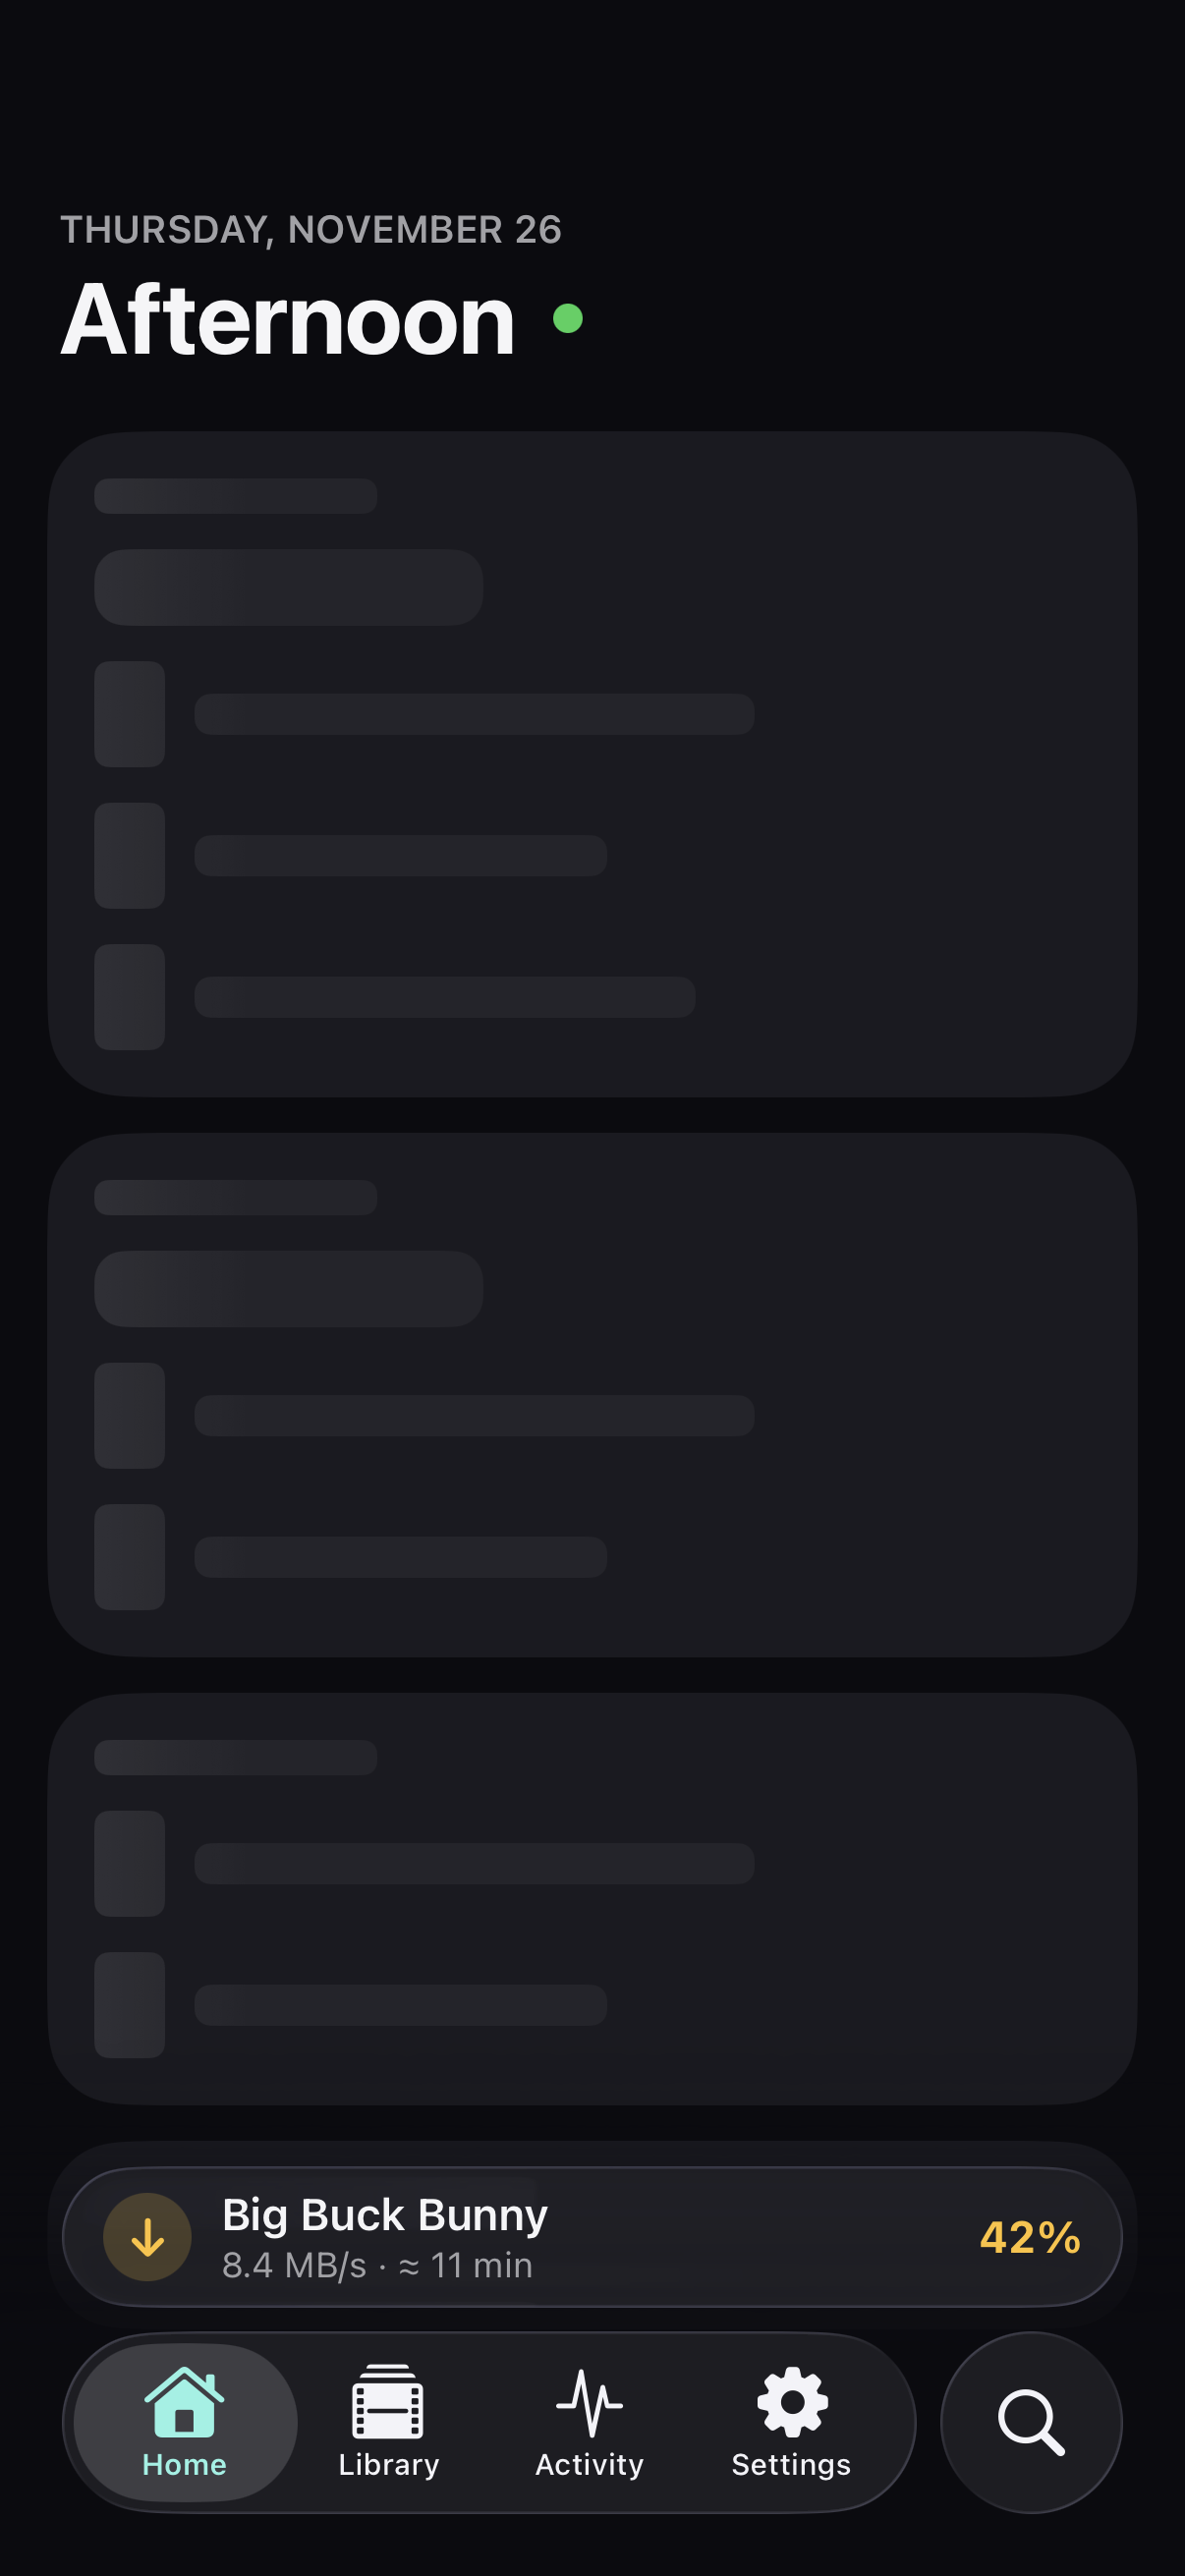 THURSDAY, NOVEMBER 26
Afternoon
Big Buck Bunny
8.4 MB/s · ≈ 11 min
42%
Home
Library
Activity
Settings